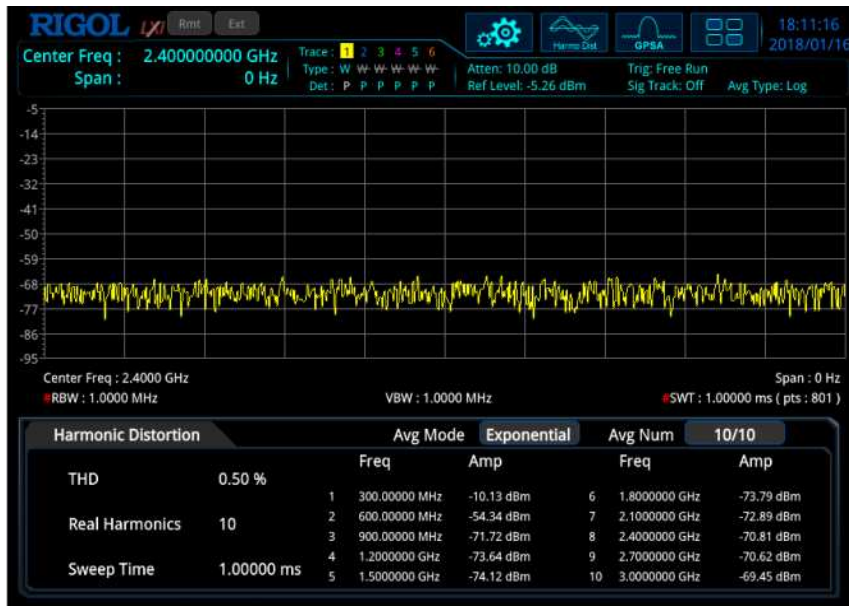 RIGOL LXI Rmt Ext 18:11:16
Harmo Dist GPSA 2018/01/16
Center Freq : 2.400000000 GHz Trace : 1 2 3 4 5 6
Span : 0 Hz Type : W W W W W W Atten: 10.00 dB Trig: Free Run
Det : P P P P P P Ref Level: -5.26 dBm Sig Track: Off Avg Type: Log
-5
-14
-23
-32
-41
-50
-59
-68
-77
-86
-95
Center Freq : 2.4000 GHz Span : 0 Hz
#RBW : 1.0000 MHz VBW : 1.0000 MHz #SWT : 1.00000 ms ( pts : 801 )
Harmonic Distortion Avg Mode Exponential Avg Num 10/10
Freq Amp Freq Amp
THD 0.50 %
1 300.00000 MHz -10.13 dBm 6 1.8000000 GHz -73.79 dBm
2 600.00000 MHz -54.34 dBm 7 2.1000000 GHz -72.89 dBm
Real Harmonics 10
3 900.00000 MHz -71.72 dBm 8 2.4000000 GHz -70.81 dBm
4 1.2000000 GHz -73.64 dBm 9 2.7000000 GHz -70.62 dBm
Sweep Time 1.00000 ms
5 1.5000000 GHz -74.12 dBm 10 3.0000000 GHz -69.45 dBm